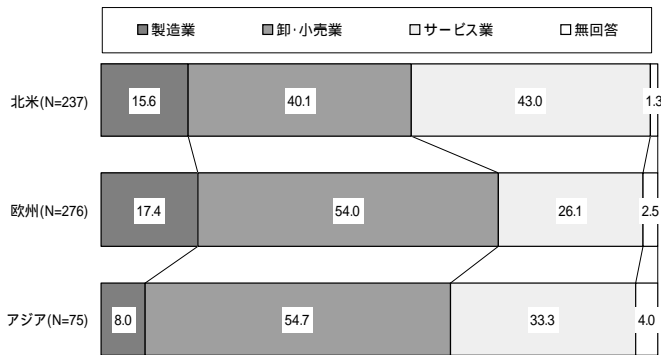 ■製造業 ■卸･小売業 □サービス業 □無回答
北米(N=237) 15.6 40.1 43.0 1.3
欧州(N=276) 17.4 54.0 26.1 2.5
アジア(N=75) 8.0 54.7 33.3 4.0